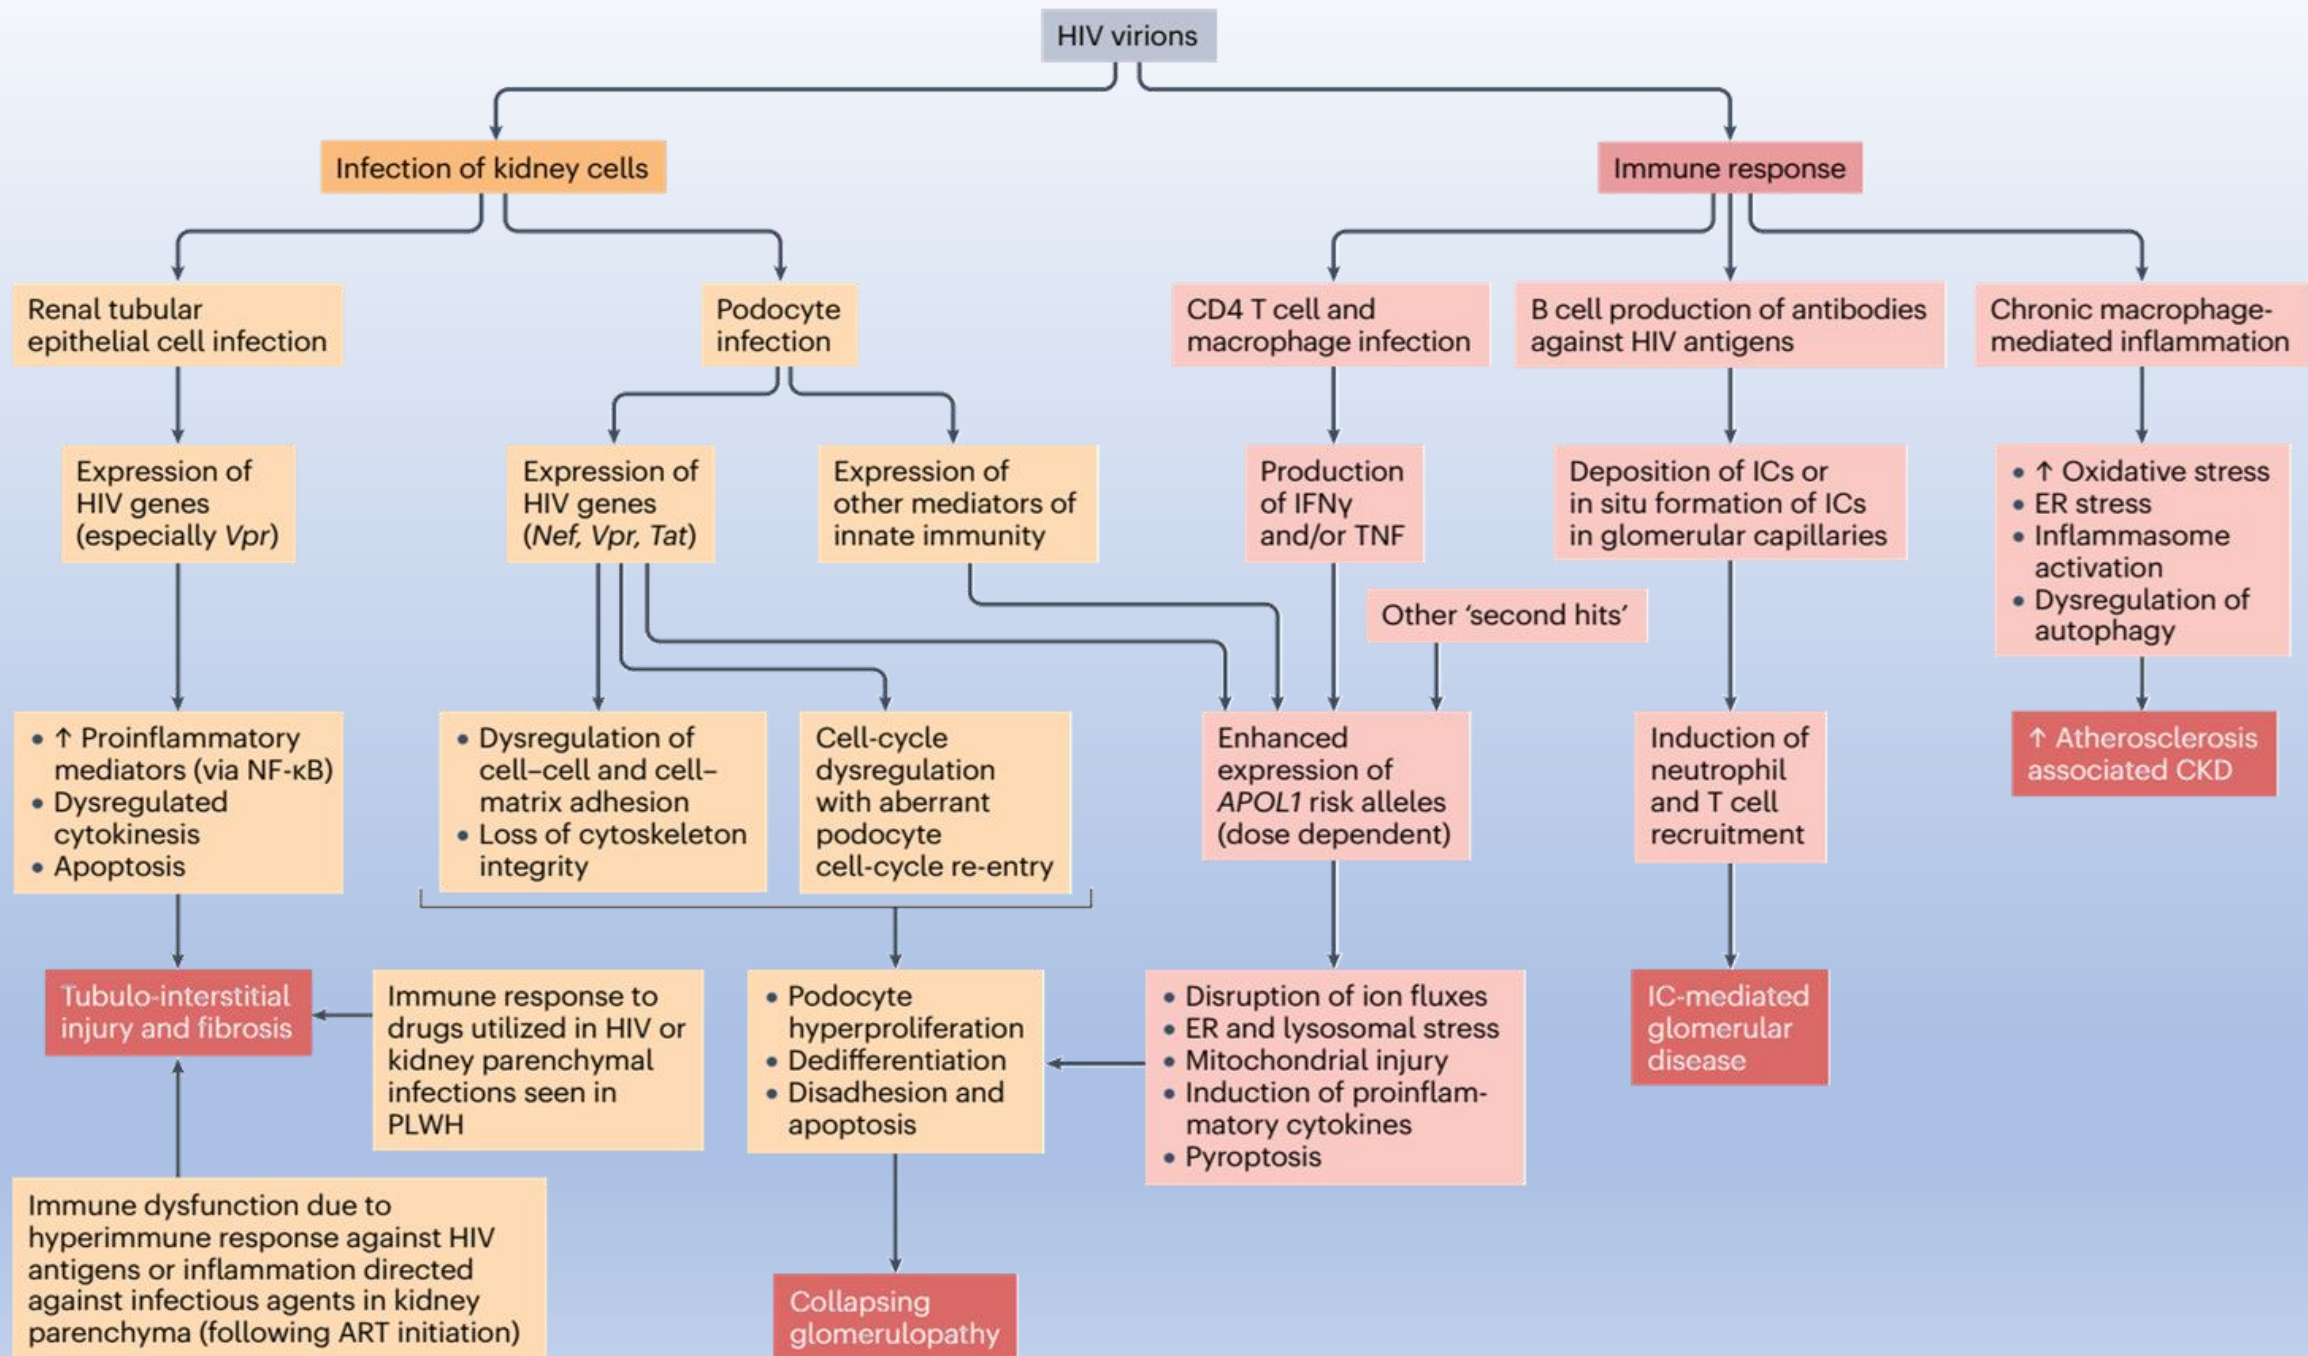 HIV virions
Infection of kidney cells
Immune response
Renal tubular
epithelial cell infection
Podocyte
infection
CD4 T cell and
macrophage infection
B cell production of antibodies
against HIV antigens
Chronic macrophage-
mediated inflammation
Expression of
HIV genes
(especially Vpr)
Expression of
HIV genes
(Nef, Vpr, Tat)
Expression of
other mediators of
innate immunity
Production
of IFNγ
and/or TNF
Deposition of ICs or
in situ formation of ICs
in glomerular capillaries
• ↑ Oxidative stress
• ER stress
• Inflammasome
activation
• Dysregulation of
autophagy
Other ‘second hits’
• ↑ Proinflammatory
mediators (via NF-κB)
• Dysregulated
cytokinesis
• Apoptosis
• Dysregulation of
cell–cell and cell–
matrix adhesion
• Loss of cytoskeleton
integrity
Cell-cycle
dysregulation
with aberrant
podocyte
cell-cycle re-entry
Enhanced
expression of
APOL1 risk alleles
(dose dependent)
Induction of
neutrophil
and T cell
recruitment
↑ Atherosclerosis
associated CKD
Tubulo-interstitial
injury and fibrosis
Immune response to
drugs utilized in HIV or
kidney parenchymal
infections seen in
PLWH
• Podocyte
hyperproliferation
• Dedifferentiation
• Disadhesion and
apoptosis
• Disruption of ion fluxes
• ER and lysosomal stress
• Mitochondrial injury
• Induction of proinflam-
matory cytokines
• Pyroptosis
IC-mediated
glomerular
disease
Immune dysfunction due to
hyperimmune response against HIV
antigens or inflammation directed
against infectious agents in kidney
parenchyma (following ART initiation)
Collapsing
glomerulopathy